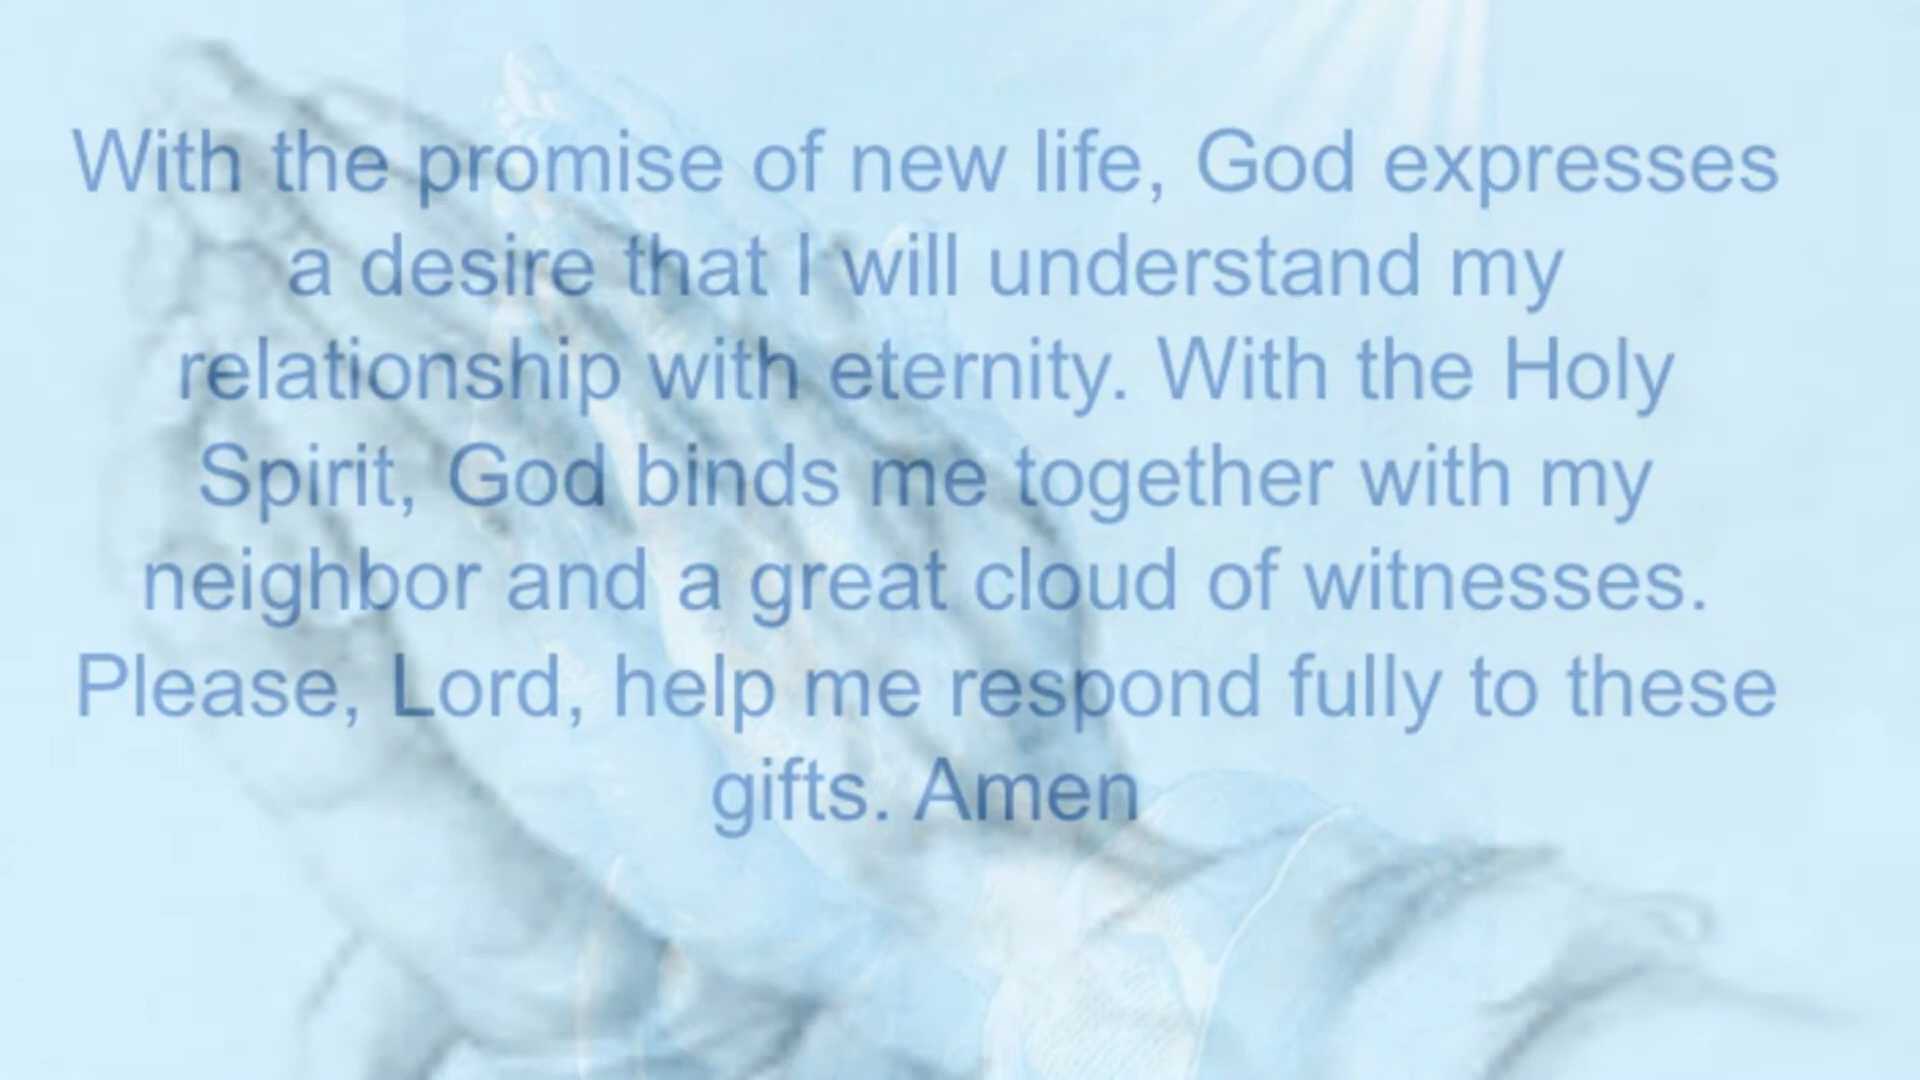 With the promise of new life, God expresses
a desire that I will understand my
relationship with eternity. With the Holy
Spirit, God binds me together with my
neighbor and a great cloud of witnesses.
Please, Lord, help me respond fully to these
gifts. Amen